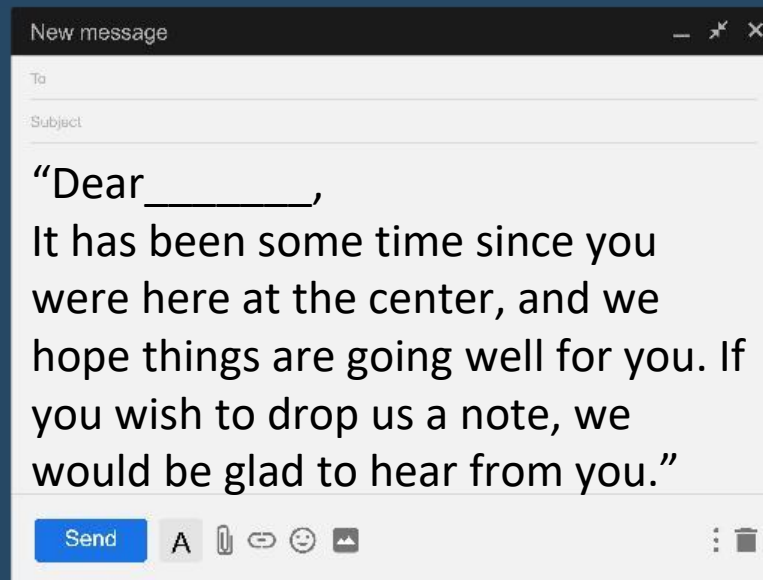 New message
To
Subject
“Dear_______,
It has been some time since you
were here at the center, and we
hope things are going well for you. If
you wish to drop us a note, we
would be glad to hear from you.”
Send A